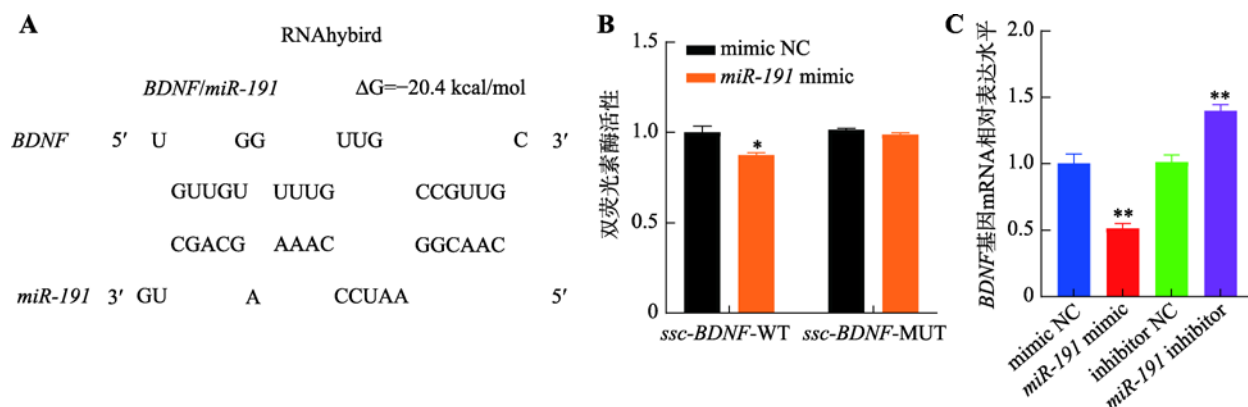 A
RNAhybird
BDNF/miR-191 ΔG=−20.4 kcal/mol
BDNF 5′ U GG UUG C 3′
GUUGU UUUG CCGUUG
CGACG AAAC GGCAAC
miR-191 3′ GU A CCUAA 5′
B
双荧光素酶活性
1.5
1.0
0.5
0
mimic NC
miR-191 mimic
*
ssc-BDNF-WT ssc-BDNF-MUT
C
BDNF基因mRNA相对表达水平
2.0
1.5
1.0
0.5
0.0
**
**
mimic NC
miR-191 mimic
inhibitor NC
miR-191 inhibitor